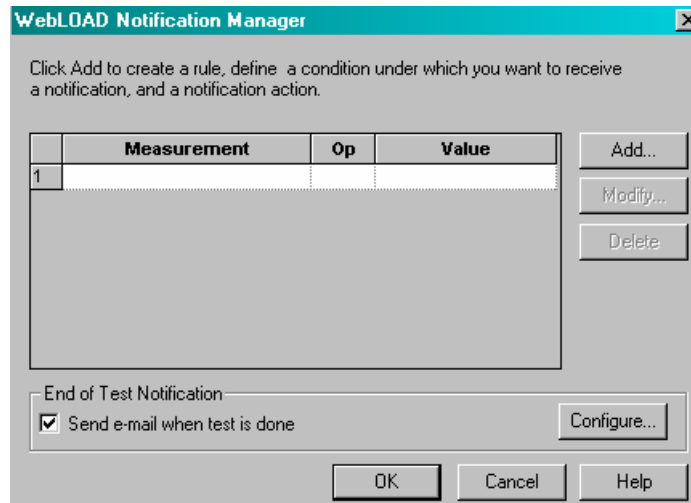 WebLOAD Notification Manager
Click Add to create a rule, define a condition under which you want to receive
a notification, and a notification action.
Measurement Op Value
1
Add...
Modify...
Delete
End of Test Notification
Send e-mail when test is done
Configure...
OK Cancel Help